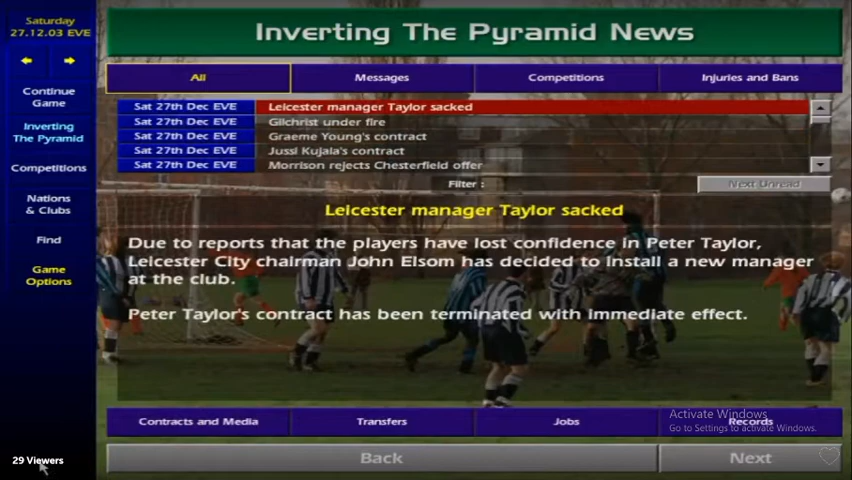 Saturday
27.12.03 EVE
Inverting The Pyramid News
All
Messages
Competitions
Injuries and Bans
Continue
Game
Inverting
The Pyramid
Competitions
Nations
& Clubs
Find
Game
Options
Sat 27th Dec EVE Leicester manager Taylor sacked
Sat 27th Dec EVE Gilchrist under fire
Sat 27th Dec EVE Graeme Young's contract
Sat 27th Dec EVE Jussi Kujala's contract
Sat 27th Dec EVE Morrison rejects Chesterfield offer
Filter :
Next Unread
Leicester manager Taylor sacked
Due to reports that the players have lost confidence in Peter Taylor,
Leicester City chairman John Elsom has decided to install a new manager
at the club.
Peter Taylor's contract has been terminated with immediate effect.
Contracts and Media
Transfers
Jobs
Records
Activate Windows
Go to Settings to activate Windows.
Back
Next
29 Viewers